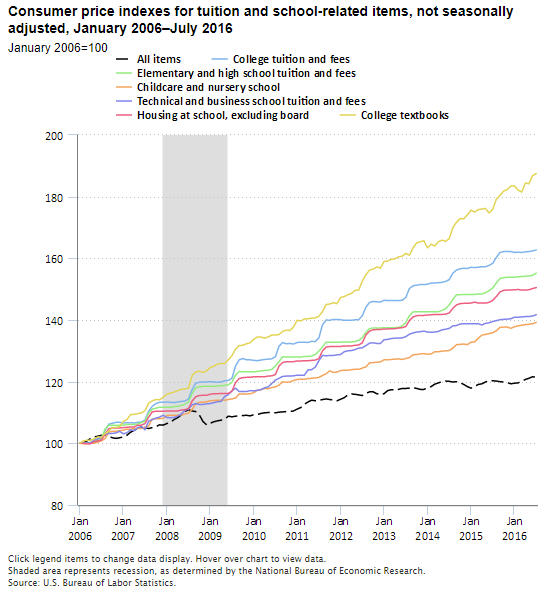 Consumer price indexes for tuition and school-related items, not seasonally
adjusted, January 2006–July 2016
January 2006=100
All items College tuition and fees
Elementary and high school tuition and fees
Childcare and nursery school
Technical and business school tuition and fees
Housing at school, excluding board College textbooks
200
180
160
140
120
100
80
Jan Jan Jan Jan Jan Jan Jan Jan Jan Jan Jan
2006 2007 2008 2009 2010 2011 2012 2013 2014 2015 2016
Click legend items to change data display. Hover over chart to view data.
Shaded area represents recession, as determined by the National Bureau of Economic Research.
Source: U.S. Bureau of Labor Statistics.